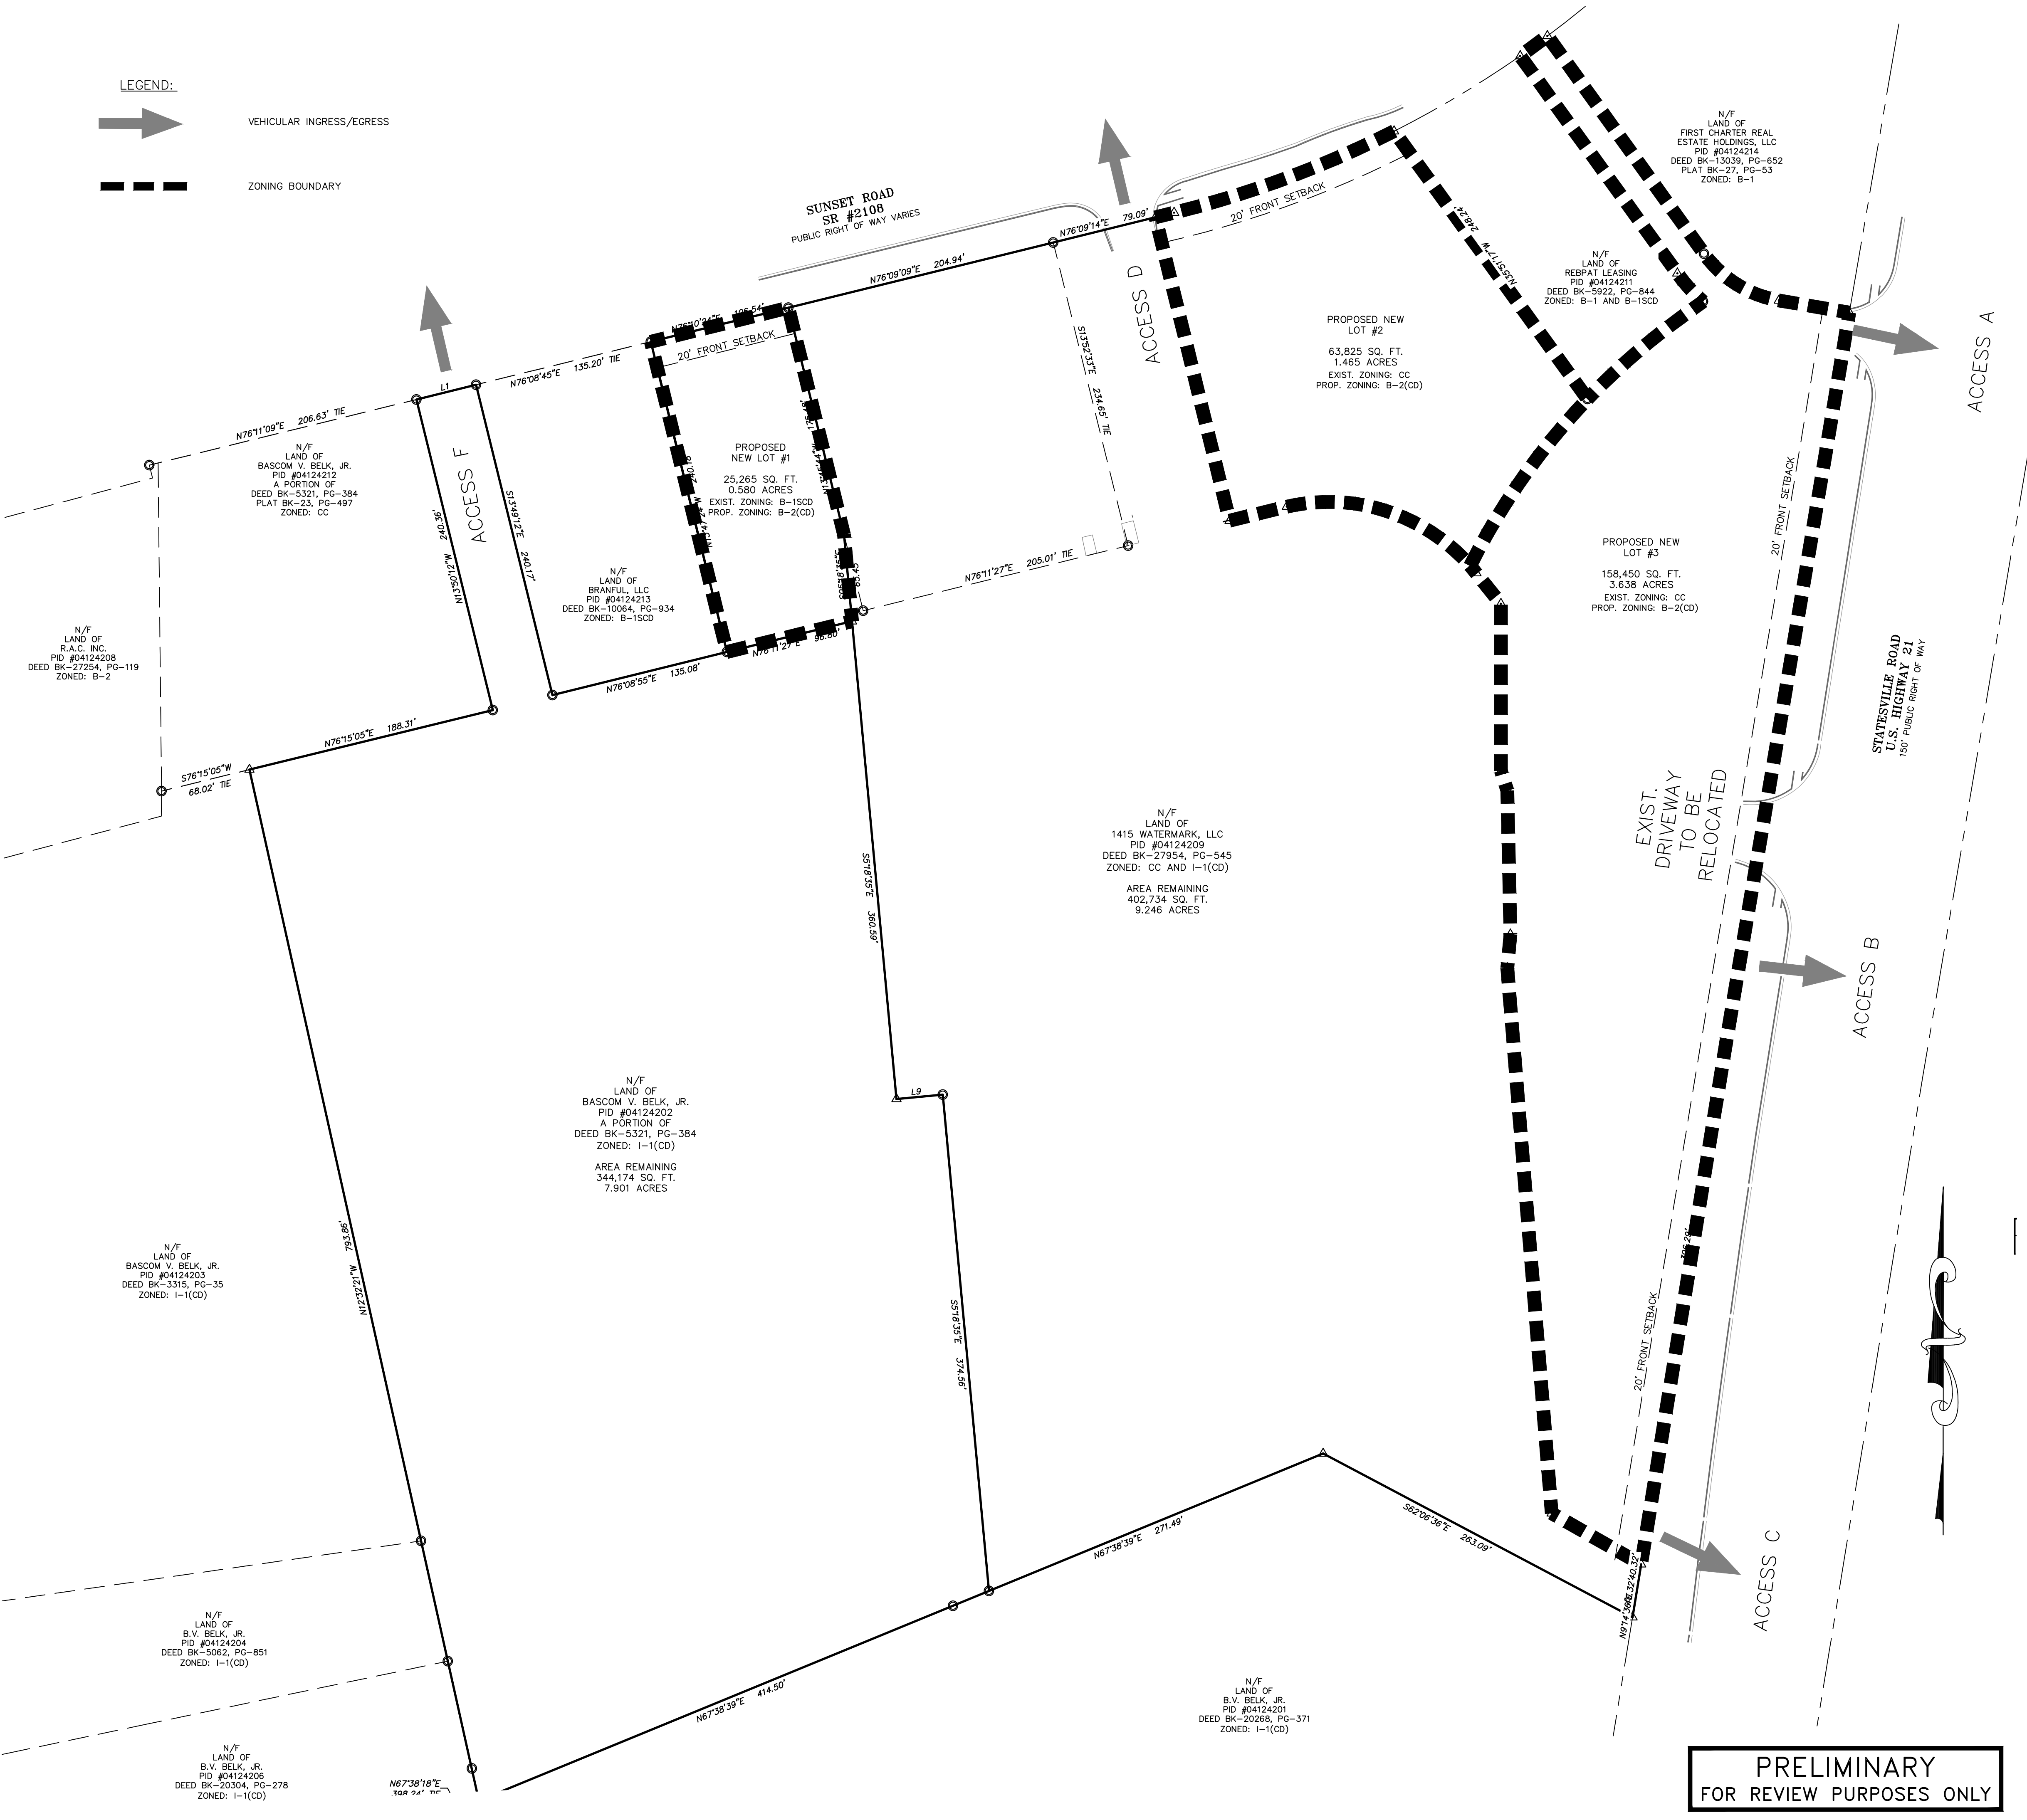 LEGEND:
VEHICULAR INGRESS/EGRESS
ZONING BOUNDARY
SUNSET ROAD
SR #2108
PUBLIC RIGHT OF WAY VARIES
N/F
LAND OF
FIRST CHARTER REAL
ESTATE HOLDINGS, LLC
PID #04124214
DEED BK-13039, PG-652
PLAT BK-27, PG-53
ZONED: B-1
N76°09'14"E 79.09'
20' FRONT SETBACK
248.24'
N35°51'17"W
N/F
LAND OF
REBPAT LEASING
PID #04124211
DEED BK-5922, PG-844
ZONED: B-1 AND B-1SCD
N76°09'09"E 204.94'
ACCESS D
S13°52'33"E 234.65' TIE
PROPOSED NEW
LOT #2
63,825 SQ. FT.
1.465 ACRES
EXIST. ZONING: CC
PROP. ZONING: B-2(CD)
ACCESS A
N76°10'24"E 106.54'
20' FRONT SETBACK
N76°08'45"E 135.20' TIE
L1
N76°11'09"E 206.63' TIE
N/F
LAND OF
BASCOM V. BELK, JR.
PID #04124212
A PORTION OF
DEED BK-5321, PG-384
PLAT BK-23, PG-497
ZONED: CC
ACCESS F
N13°50'12"W 240.36'
S13°49'12"E 240.17'
PROPOSED
NEW LOT #1
25,265 SQ. FT.
0.580 ACRES
EXIST. ZONING: B-1SCD
PROP. ZONING: B-2(CD)
N/F
LAND OF
BRANFUL, LLC
PID #04124213
DEED BK-10064, PG-934
ZONED: B-1SCD
N76°11'27"E 205.01' TIE
N76°11'27"E 96.80'
N76°08'55"E 135.08'
20' FRONT SETBACK
PROPOSED NEW
LOT #3
158,450 SQ. FT.
3.638 ACRES
EXIST. ZONING: CC
PROP. ZONING: B-2(CD)
N/F
LAND OF
R.A.C. INC.
PID #04124208
DEED BK-27254, PG-119
ZONED: B-2
STATESVILLE ROAD
U.S. HIGHWAY 21
150' PUBLIC RIGHT OF WAY
N76°15'05"E 188.31'
S76°15'05"W
68.02' TIE
EXIST.
DRIVEWAY
TO BE
RELOCATED
N/F
LAND OF
1415 WATERMARK, LLC
PID #04124209
DEED BK-27954, PG-545
ZONED: CC AND I-1(CD)
AREA REMAINING
402,734 SQ. FT.
9.246 ACRES
S5°18'35"E 360.59'
ACCESS B
L9
N/F
LAND OF
BASCOM V. BELK, JR.
PID #04124202
A PORTION OF
DEED BK-5321, PG-384
ZONED: I-1(CD)
AREA REMAINING
344,174 SQ. FT.
7.901 ACRES
N12°32'21"W 793.86'
S5°18'35"E 374.56'
N/F
LAND OF
BASCOM V. BELK, JR.
PID #04124203
DEED BK-3315, PG-35
ZONED: I-1(CD)
20' FRONT SETBACK
N67°38'39"E 271.49'
S62°06'36"E 263.09'
ACCESS C
N/F
LAND OF
B.V. BELK, JR.
PID #04124204
DEED BK-5062, PG-851
ZONED: I-1(CD)
N67°38'39"E 414.50'
N/F
LAND OF
B.V. BELK, JR.
PID #04124201
DEED BK-20268, PG-371
ZONED: I-1(CD)
N/F
LAND OF
B.V. BELK, JR.
PID #04124206
DEED BK-20304, PG-278
ZONED: I-1(CD)
N67°38'18"E
398.24' TIE
PRELIMINARY
FOR REVIEW PURPOSES ONLY